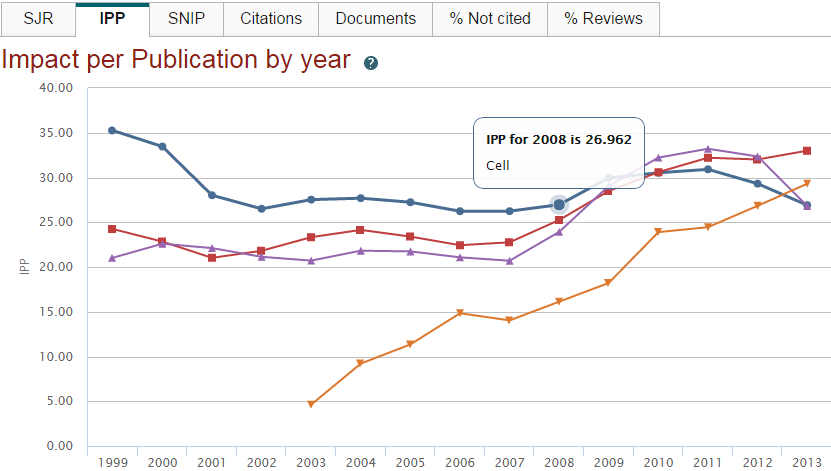 SJR IPP SNIP Citations Documents % Not cited % Reviews
Impact per Publication by year ?
40.00
35.00
IPP for 2008 is 26.962
Cell
30.00
25.00
20.00
IPP
15.00
10.00
5.00
0.00
1999 2000 2001 2002 2003 2004 2005 2006 2007 2008 2009 2010 2011 2012 2013